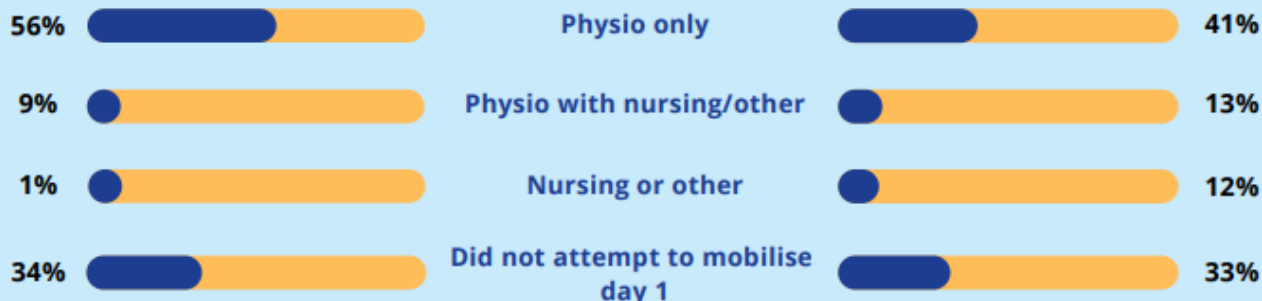 56% Physio only 41%
9% Physio with nursing/other 13%
1% Nursing or other 12%
34% Did not attempt to mobilise 33%
day 1